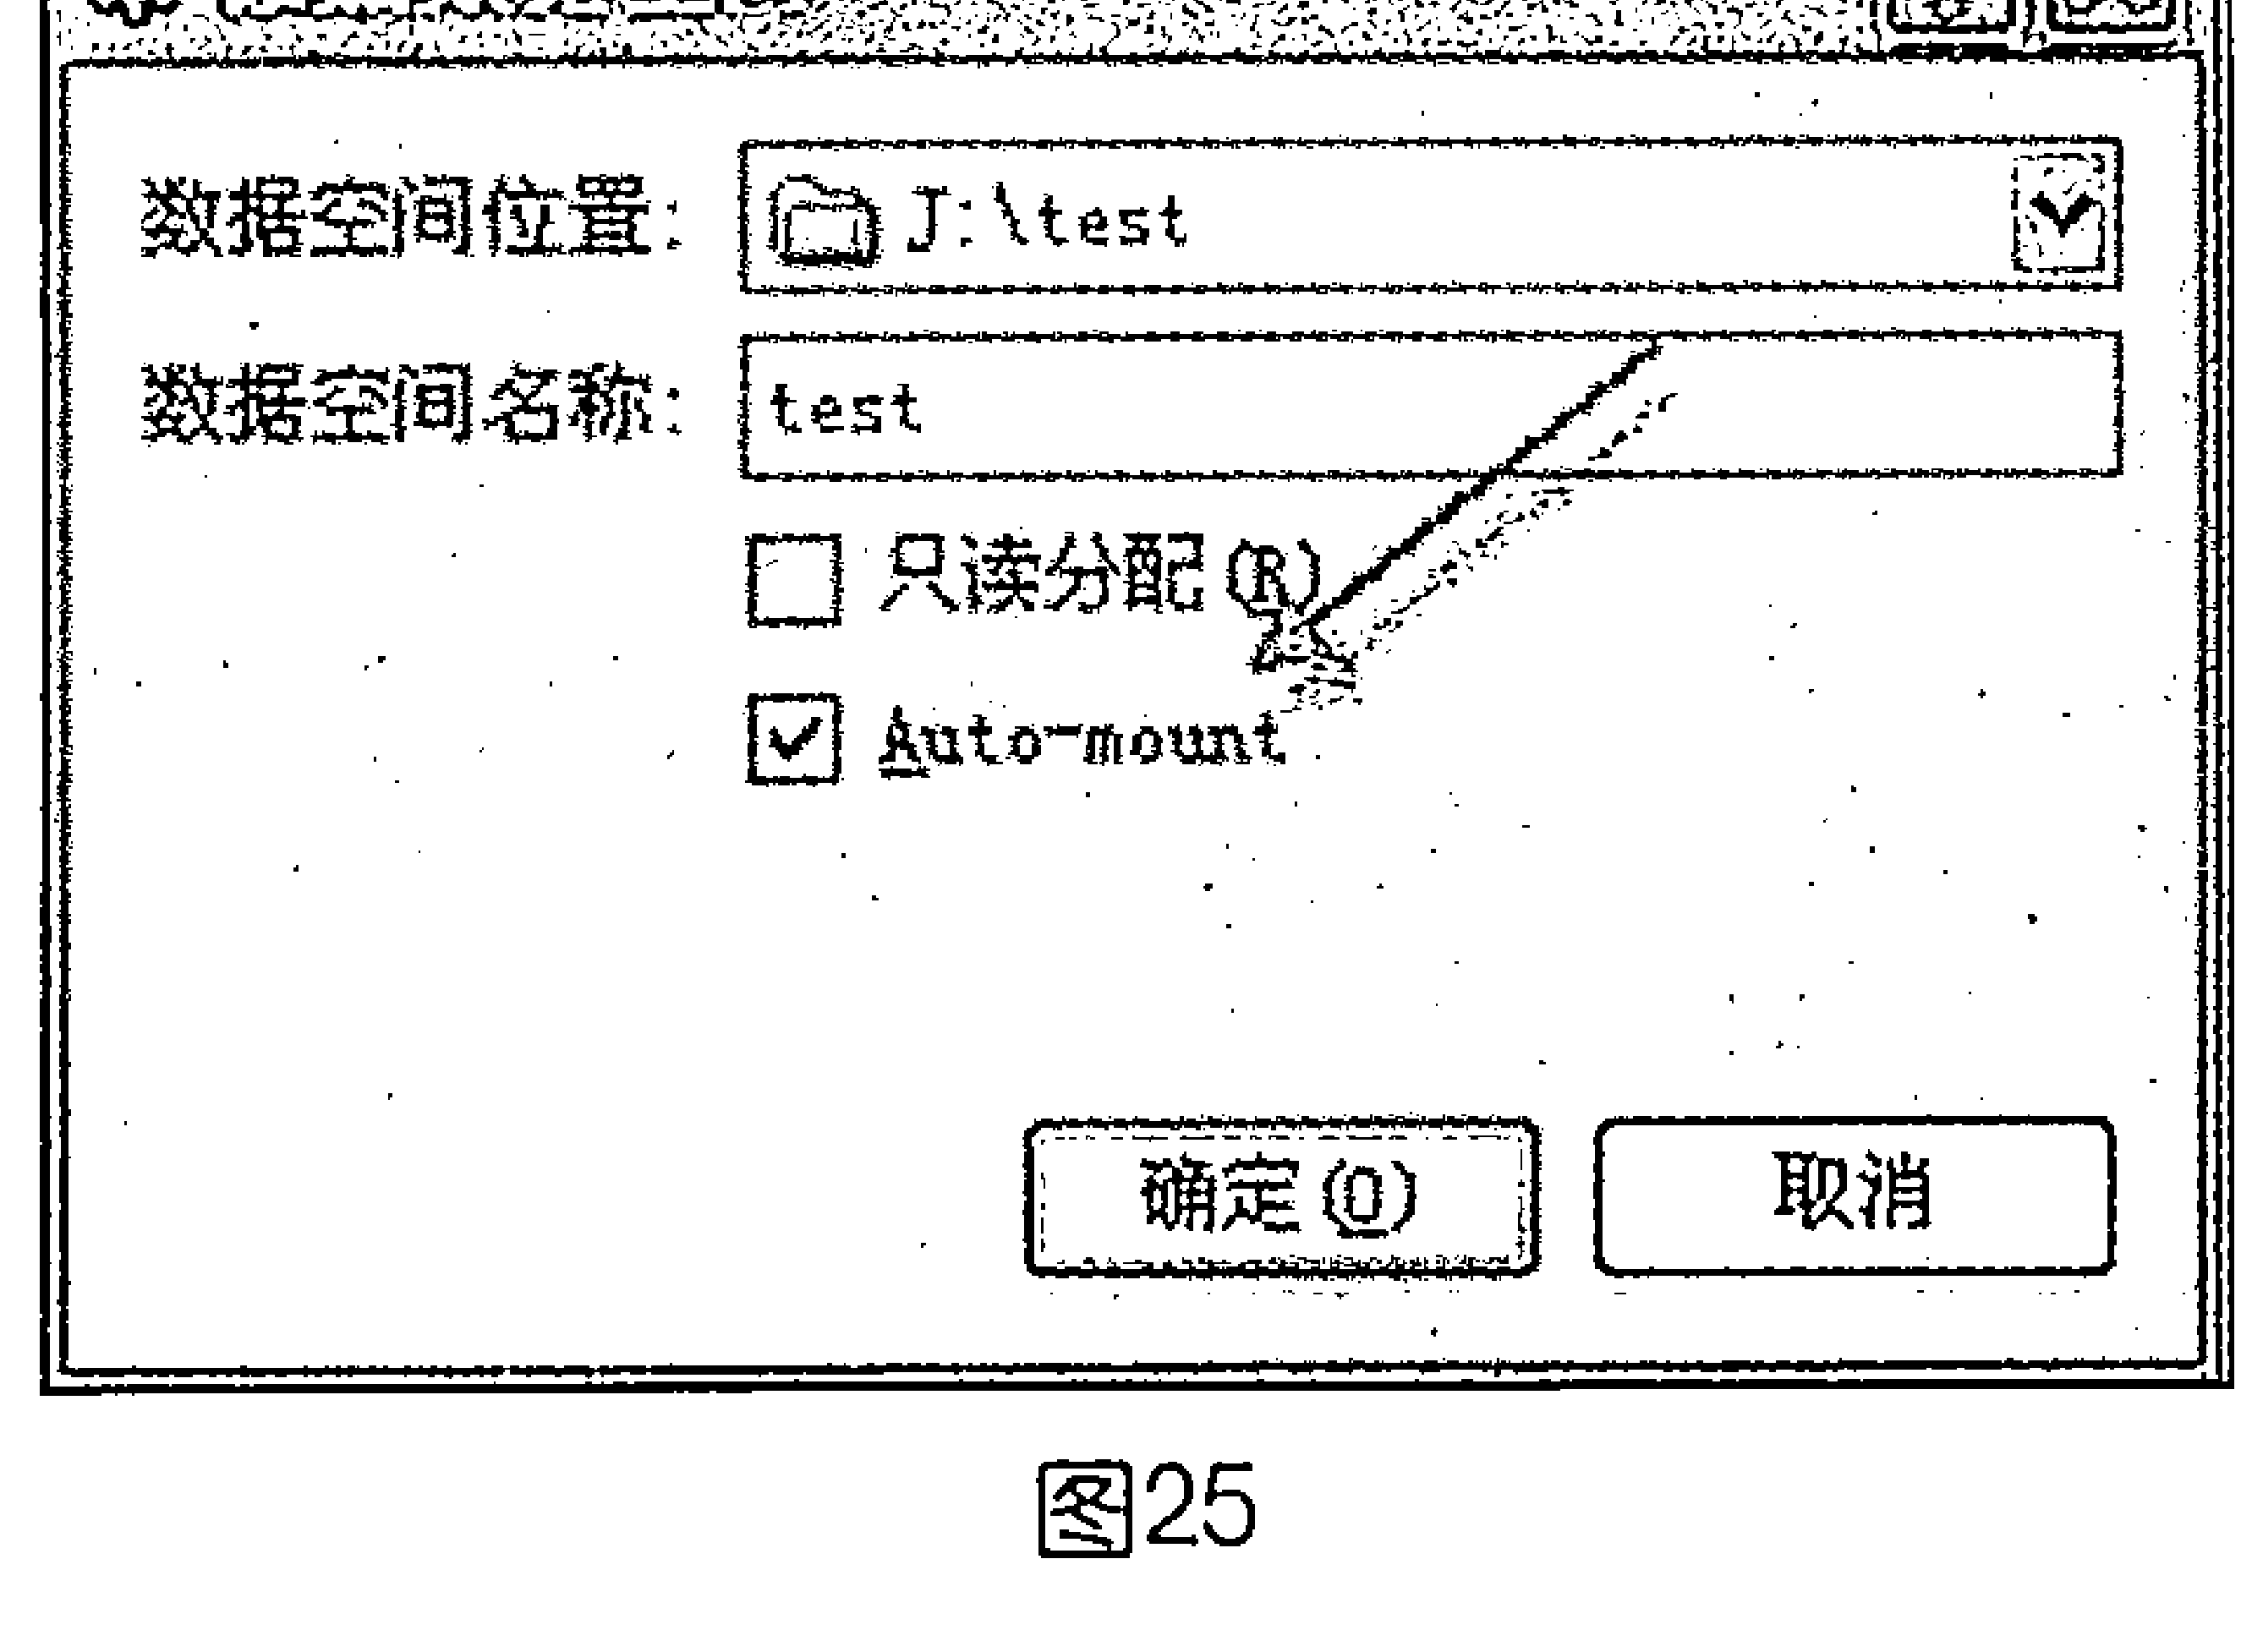 数据空间位置: J:\test
数据空间名称: test
只读分配(R)
Auto-mount
确定(O) 取消
图25